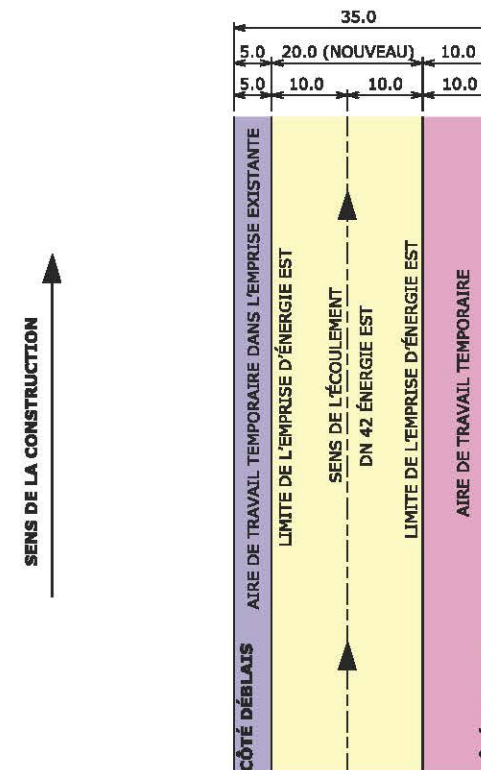 35.0
5.0 20.0 (NOUVEAU) 10.0
5.0 10.0 10.0 10.0
SENS DE LA CONSTRUCTION
CÔTÉ DÉBLAIS
AIRE DE TRAVAIL TEMPORAIRE DANS L'EMPRISE EXISTANTE
LIMITE DE L'EMPRISE D'ÉNERGIE EST
SENS DE L'ÉCOULEMENT
DN 42 ÉNERGIE EST
LIMITE DE L'EMPRISE D'ÉNERGIE EST
AIRE DE TRAVAIL TEMPORAIRE